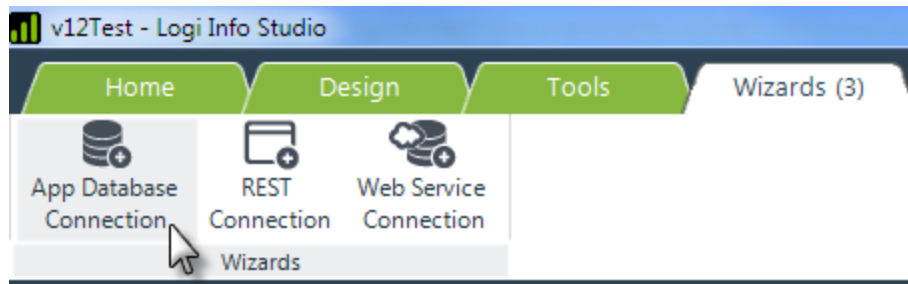 v12Test - Logi Info Studio
Home Design Tools Wizards (3)
App Database REST Web Service
Connection Connection Connection
Wizards